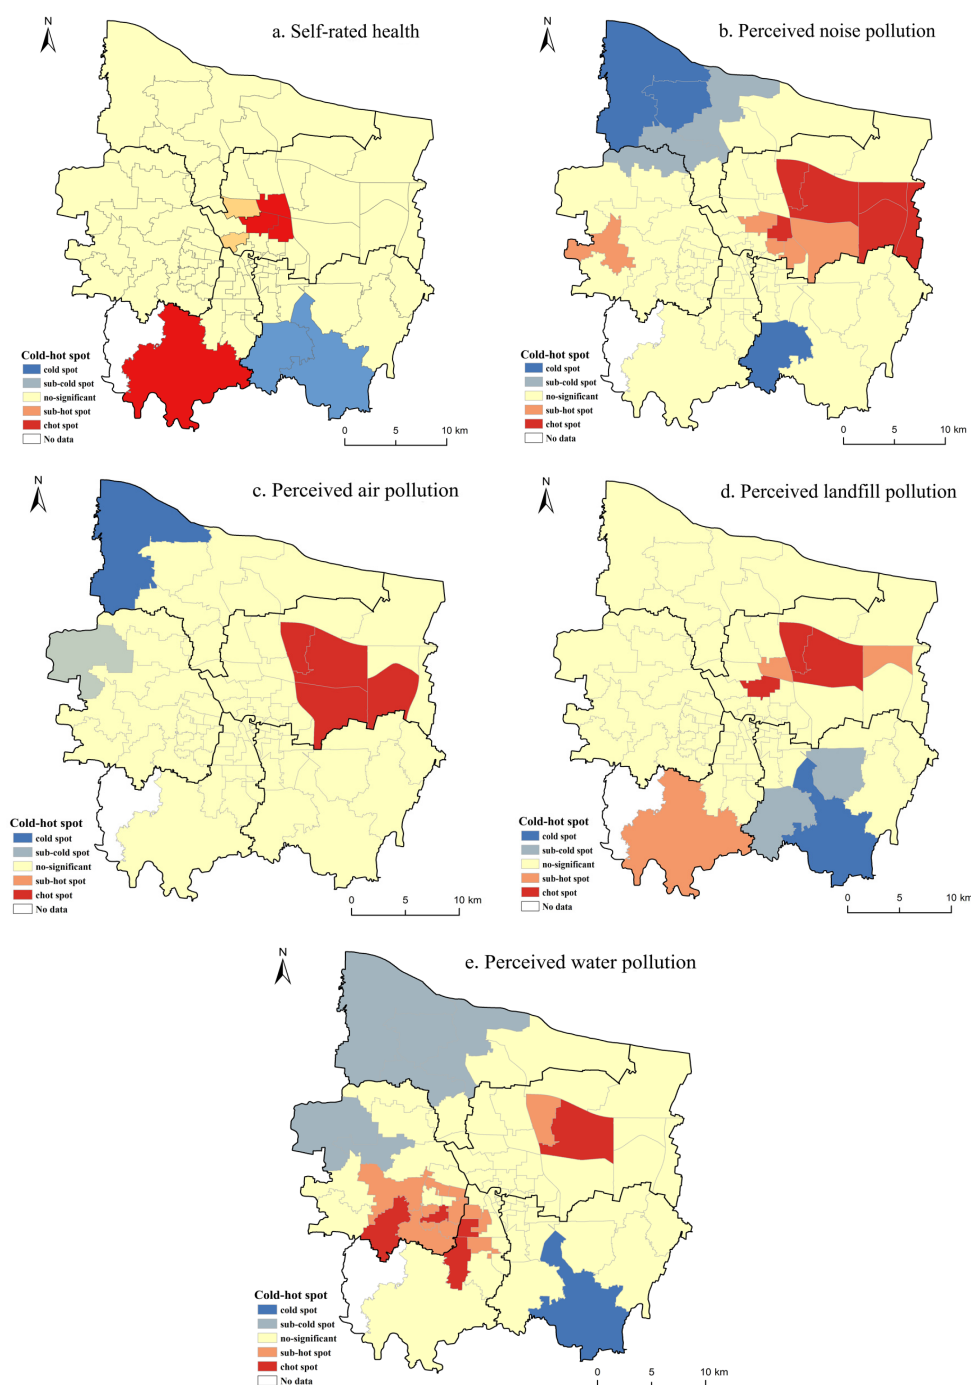 N
a. Self-rated health
Cold-hot spot
cold spot
sub-cold spot
no-significant
sub-hot spot
chot spot
No data
0 5 10 km
N
b. Perceived noise pollution
Cold-hot spot
cold spot
sub-cold spot
no-significant
sub-hot spot
chot spot
No data
0 5 10 km
N
c. Perceived air pollution
Cold-hot spot
cold spot
sub-cold spot
no-significant
sub-hot spot
chot spot
No data
0 5 10 km
N
d. Perceived landfill pollution
Cold-hot spot
cold spot
sub-cold spot
no-significant
sub-hot spot
chot spot
No data
0 5 10 km
N
e. Perceived water pollution
Cold-hot spot
cold spot
sub-cold spot
no-significant
sub-hot spot
chot spot
No data
0 5 10 km